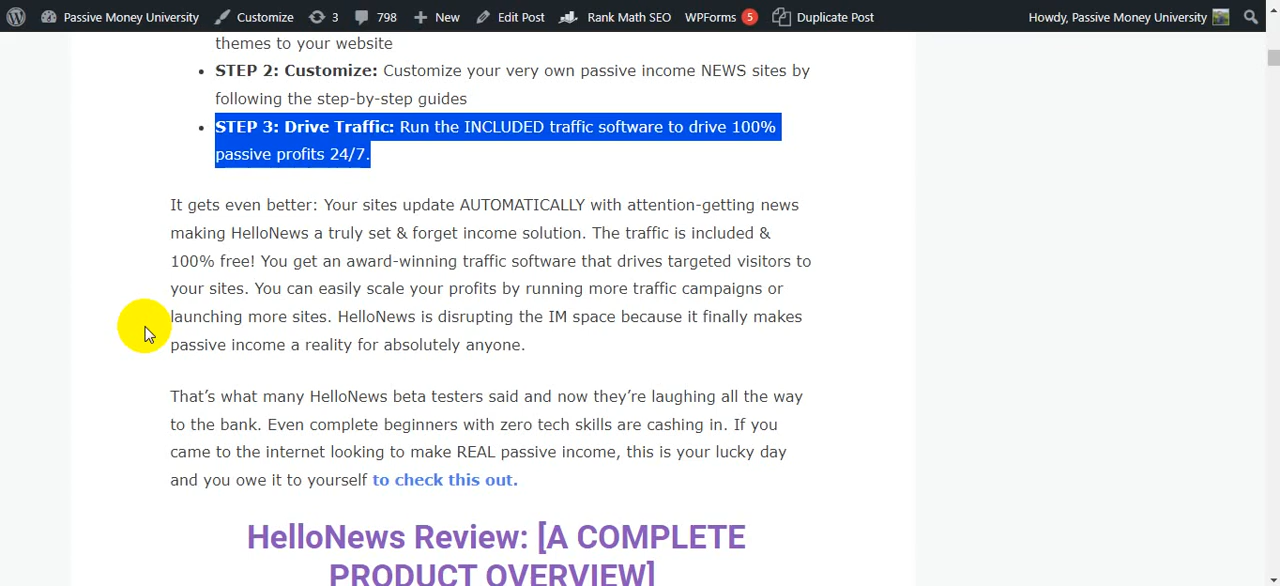 Passive Money University Customize 3 798 New Edit Post Rank Math SEO WPForms 5 Duplicate Post Howdy, Passive Money University
themes to your website
• STEP 2: Customize: Customize your very own passive income NEWS sites by
following the step-by-step guides
• STEP 3: Drive Traffic: Run the INCLUDED traffic software to drive 100%
passive profits 24/7.
It gets even better: Your sites update AUTOMATICALLY with attention-getting news
making HelloNews a truly set & forget income solution. The traffic is included &
100% free! You get an award-winning traffic software that drives targeted visitors to
your sites. You can easily scale your profits by running more traffic campaigns or
launching more sites. HelloNews is disrupting the IM space because it finally makes
passive income a reality for absolutely anyone.
That’s what many HelloNews beta testers said and now they’re laughing all the way
to the bank. Even complete beginners with zero tech skills are cashing in. If you
came to the internet looking to make REAL passive income, this is your lucky day
and you owe it to yourself to check this out.
HelloNews Review: [A COMPLETE
PRODUCT OVERVIEW]